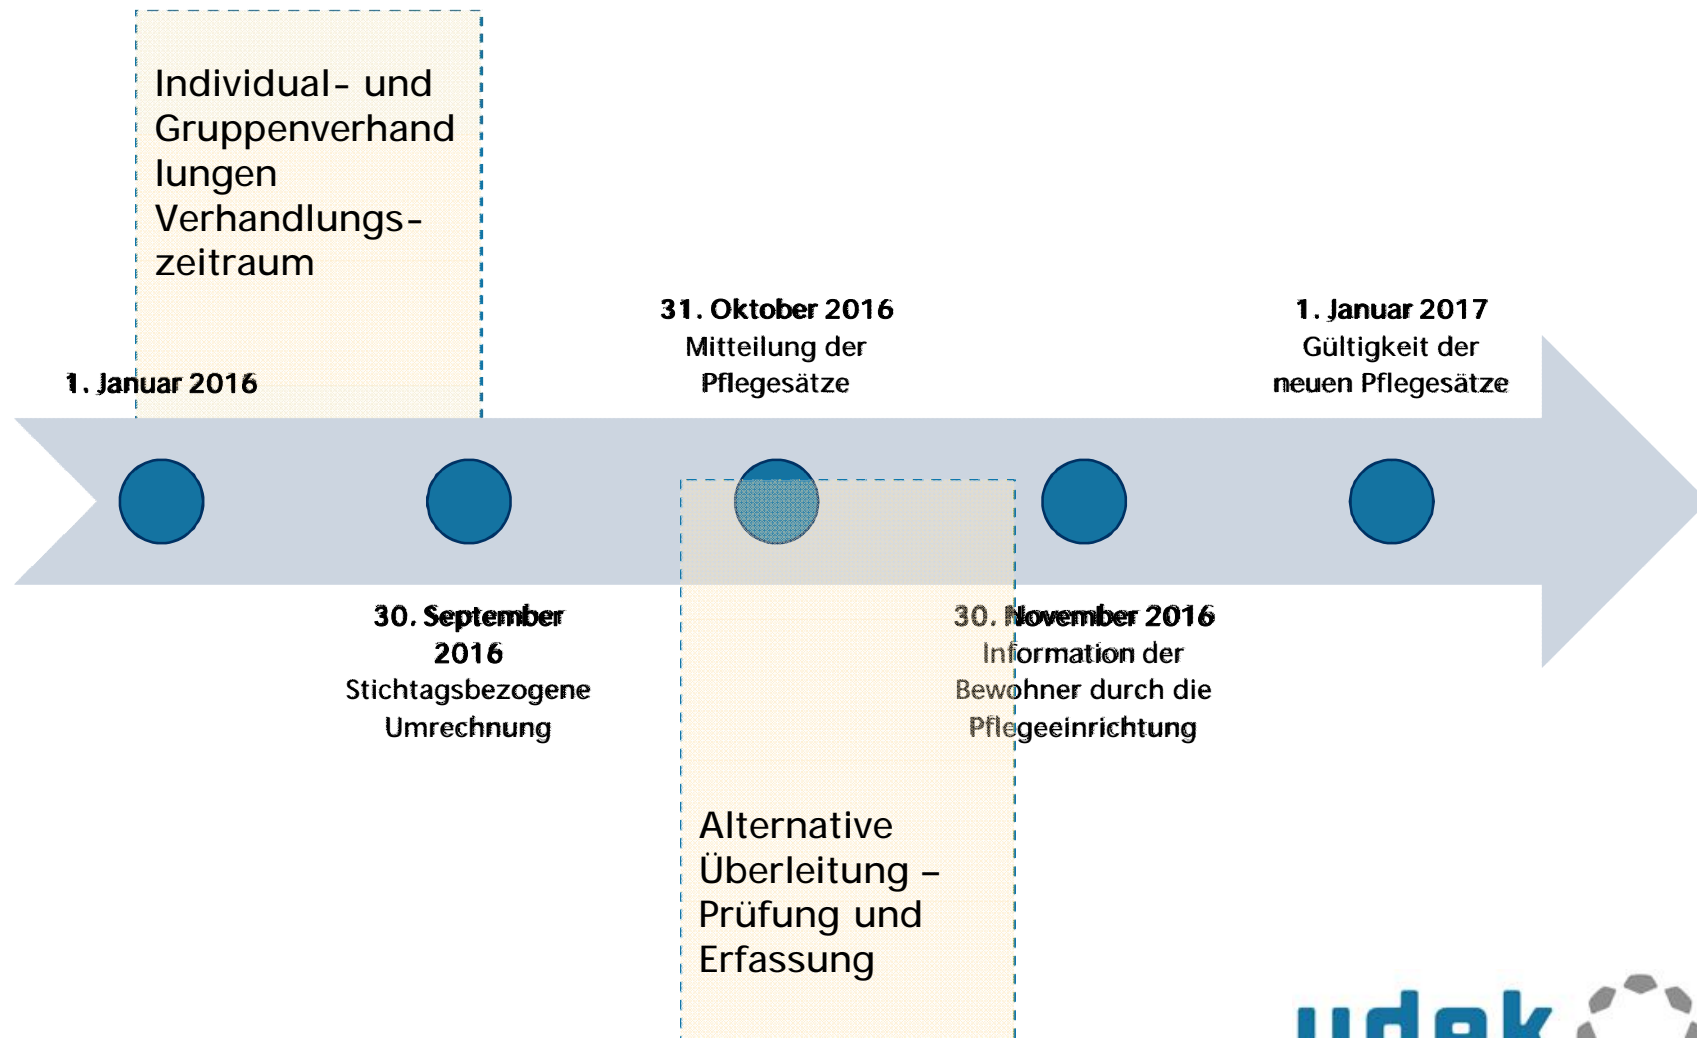 Individual- und
Gruppenverhand
lungen
Verhandlungs-
zeitraum
1. Januar 2016
31. Oktober 2016
Mitteilung der
Pflegesätze
1. Januar 2017
Gültigkeit der
neuen Pflegesätze
30. September
2016
Stichtagsbezogene
Umrechnung
30. November 2016
Information der
Bewohner durch die
Pflegeeinrichtung
Alternative
Überleitung –
Prüfung und
Erfassung